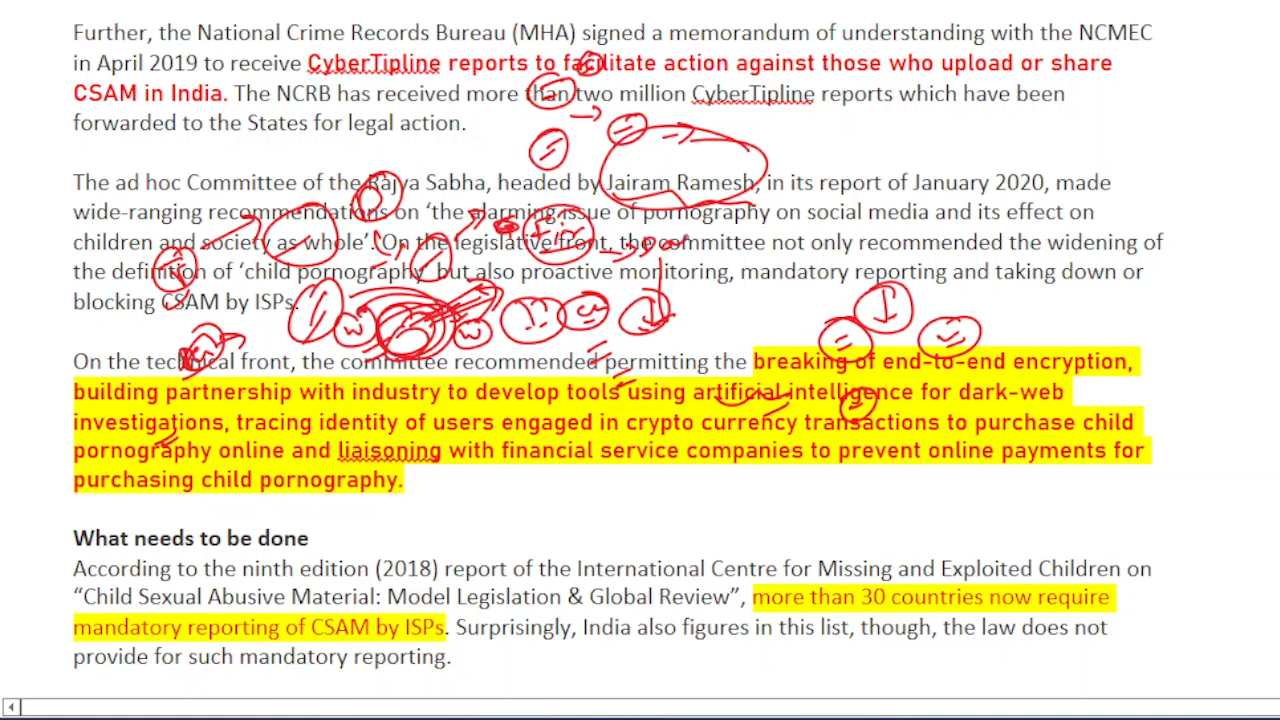 Further, the National Crime Records Bureau (MHA) signed a memorandum of understanding with the NCMEC
in April 2019 to receive CyberTipline reports to facilitate action against those who upload or share
CSAM in India. The NCRB has received more than two million CyberTipline reports which have been
forwarded to the States for legal action.
The ad hoc Committee of the Rajya Sabha, headed by Jairam Ramesh, in its report of January 2020, made
wide-ranging recommendations on ‘the alarming issue of pornography on social media and its effect on
children and society as whole’. On the legislative front, the committee not only recommended the widening of
the definition of ‘child pornography’ but also proactive monitoring, mandatory reporting and taking down or
blocking CSAM by ISPs.
On the technical front, the committee recommended permitting the breaking of end-to-end encryption,
building partnership with industry to develop tools using artificial intelligence for dark-web
investigations, tracing identity of users engaged in crypto currency transactions to purchase child
pornography online and liaisoning with financial service companies to prevent online payments for
purchasing child pornography.
What needs to be done
According to the ninth edition (2018) report of the International Centre for Missing and Exploited Children on
“Child Sexual Abusive Material: Model Legislation & Global Review”, more than 30 countries now require
mandatory reporting of CSAM by ISPs. Surprisingly, India also figures in this list, though, the law does not
provide for such mandatory reporting.